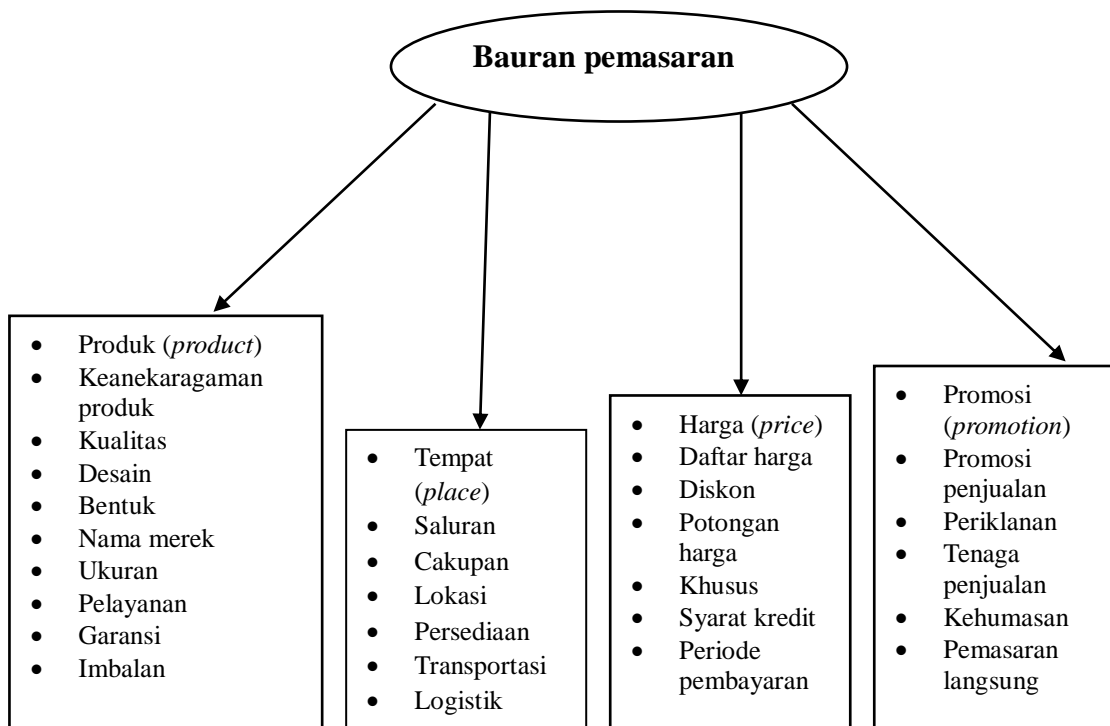 Bauran pemasaran
• Produk (product)
• Keanekaragaman
produk
• Kualitas
• Desain
• Bentuk
• Nama merek
• Ukuran
• Pelayanan
• Garansi
• Imbalan
• Tempat
(place)
• Saluran
• Cakupan
• Lokasi
• Persediaan
• Transportasi
• Logistik
• Harga (price)
• Daftar harga
• Diskon
• Potongan
harga
• Khusus
• Syarat kredit
• Periode
pembayaran
• Promosi
(promotion)
• Promosi
penjualan
• Periklanan
• Tenaga
penjualan
• Kehumasan
• Pemasaran
langsung